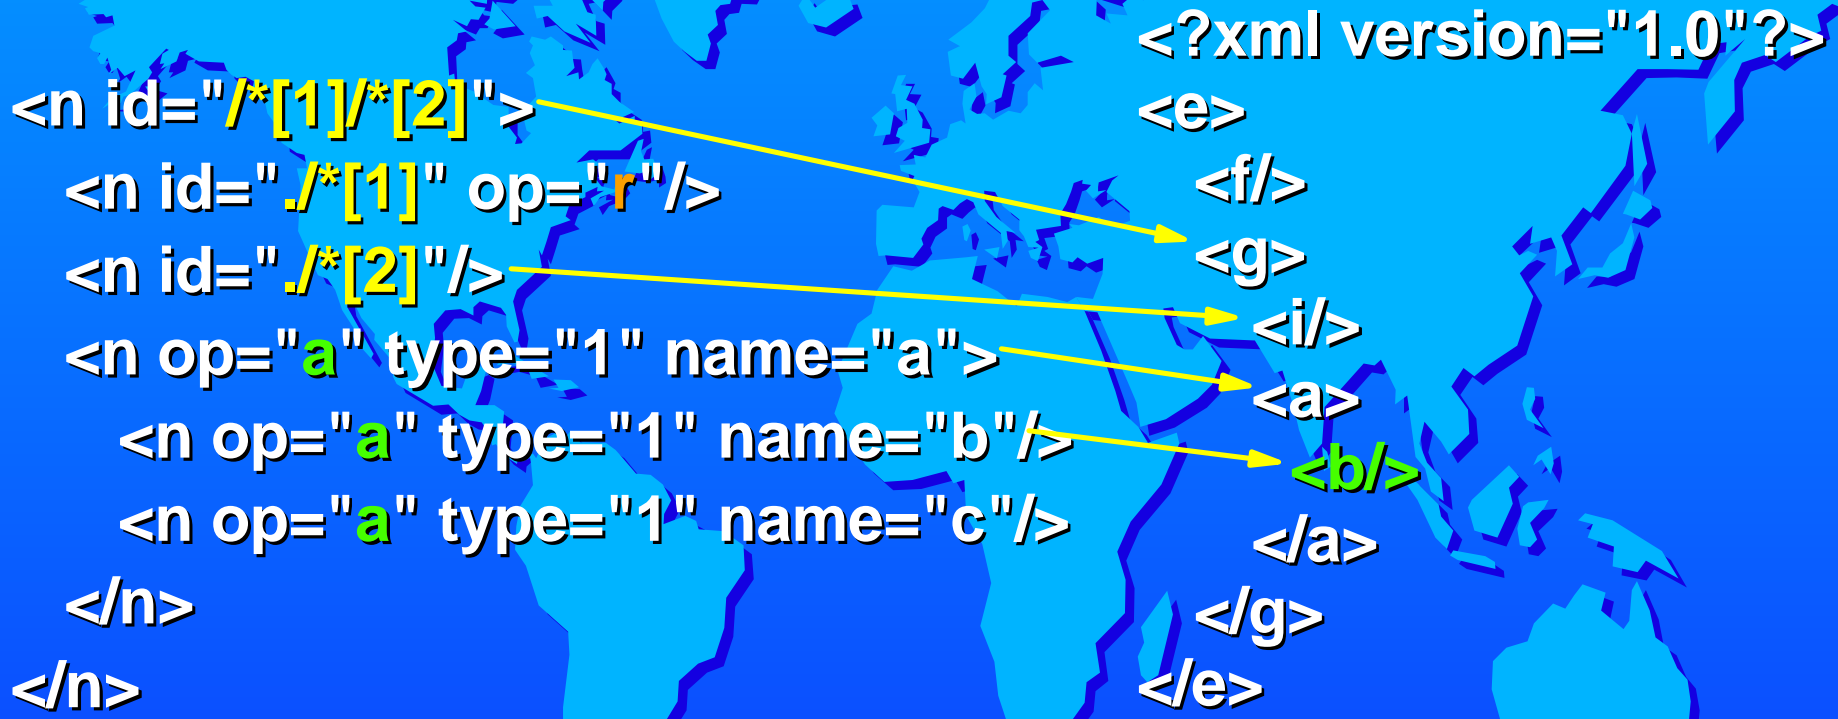 <n id="/*[1]/*[2]">
<n id="./*[1]" op="r"/>
<n id="./*[2]"/>
<n op="a" type="1" name="a">
<n op="a" type="1" name="b"/>
<n op="a" type="1" name="c"/>
</n>
</n>
<?xml version="1.0"?>
<e>
<f/>
<g>
<i/>
<a>
<b/>
</a>
</g>
</e>